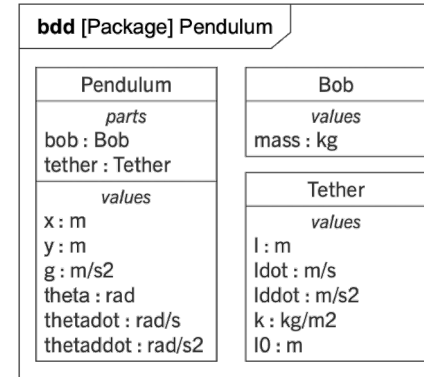 bdd [Package] Pendulum
Pendulum
parts
bob : Bob
tether : Tether
values
x : m
y : m
g : m/s2
theta : rad
thetadot : rad/s
thetaddot : rad/s2
Bob
values
mass : kg
Tether
values
l : m
ldot : m/s
lddot : m/s2
k : kg/m2
l0 : m